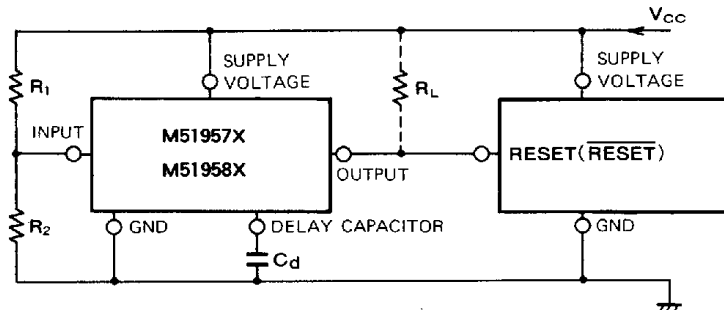 VCC
SUPPLY
VOLTAGE
SUPPLY
VOLTAGE
R1
RL
INPUT
M51957X
M51958X
OUTPUT
RESET(RESET)
R2
GND
DELAY CAPACITOR
GND
Cd